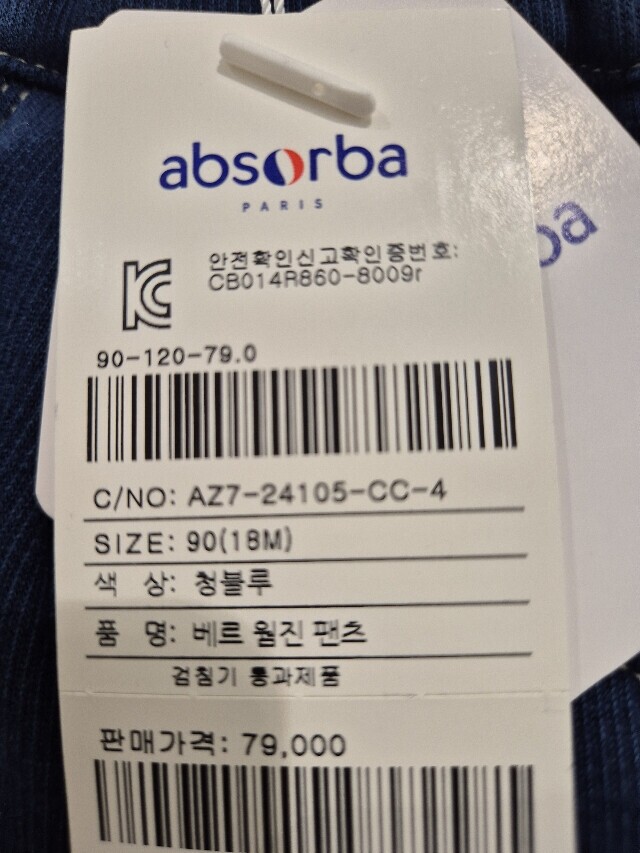 absorba
PARIS
안전확인신고확인증번호:
CB014R860-8009r
90-120-79.0
C/NO: AZ7-24105-CC-4
SIZE: 90(18M)
색 상: 청블루
품 명: 베르 웜진 팬츠
검침기 통과제품
판매가격: 79,000
ba